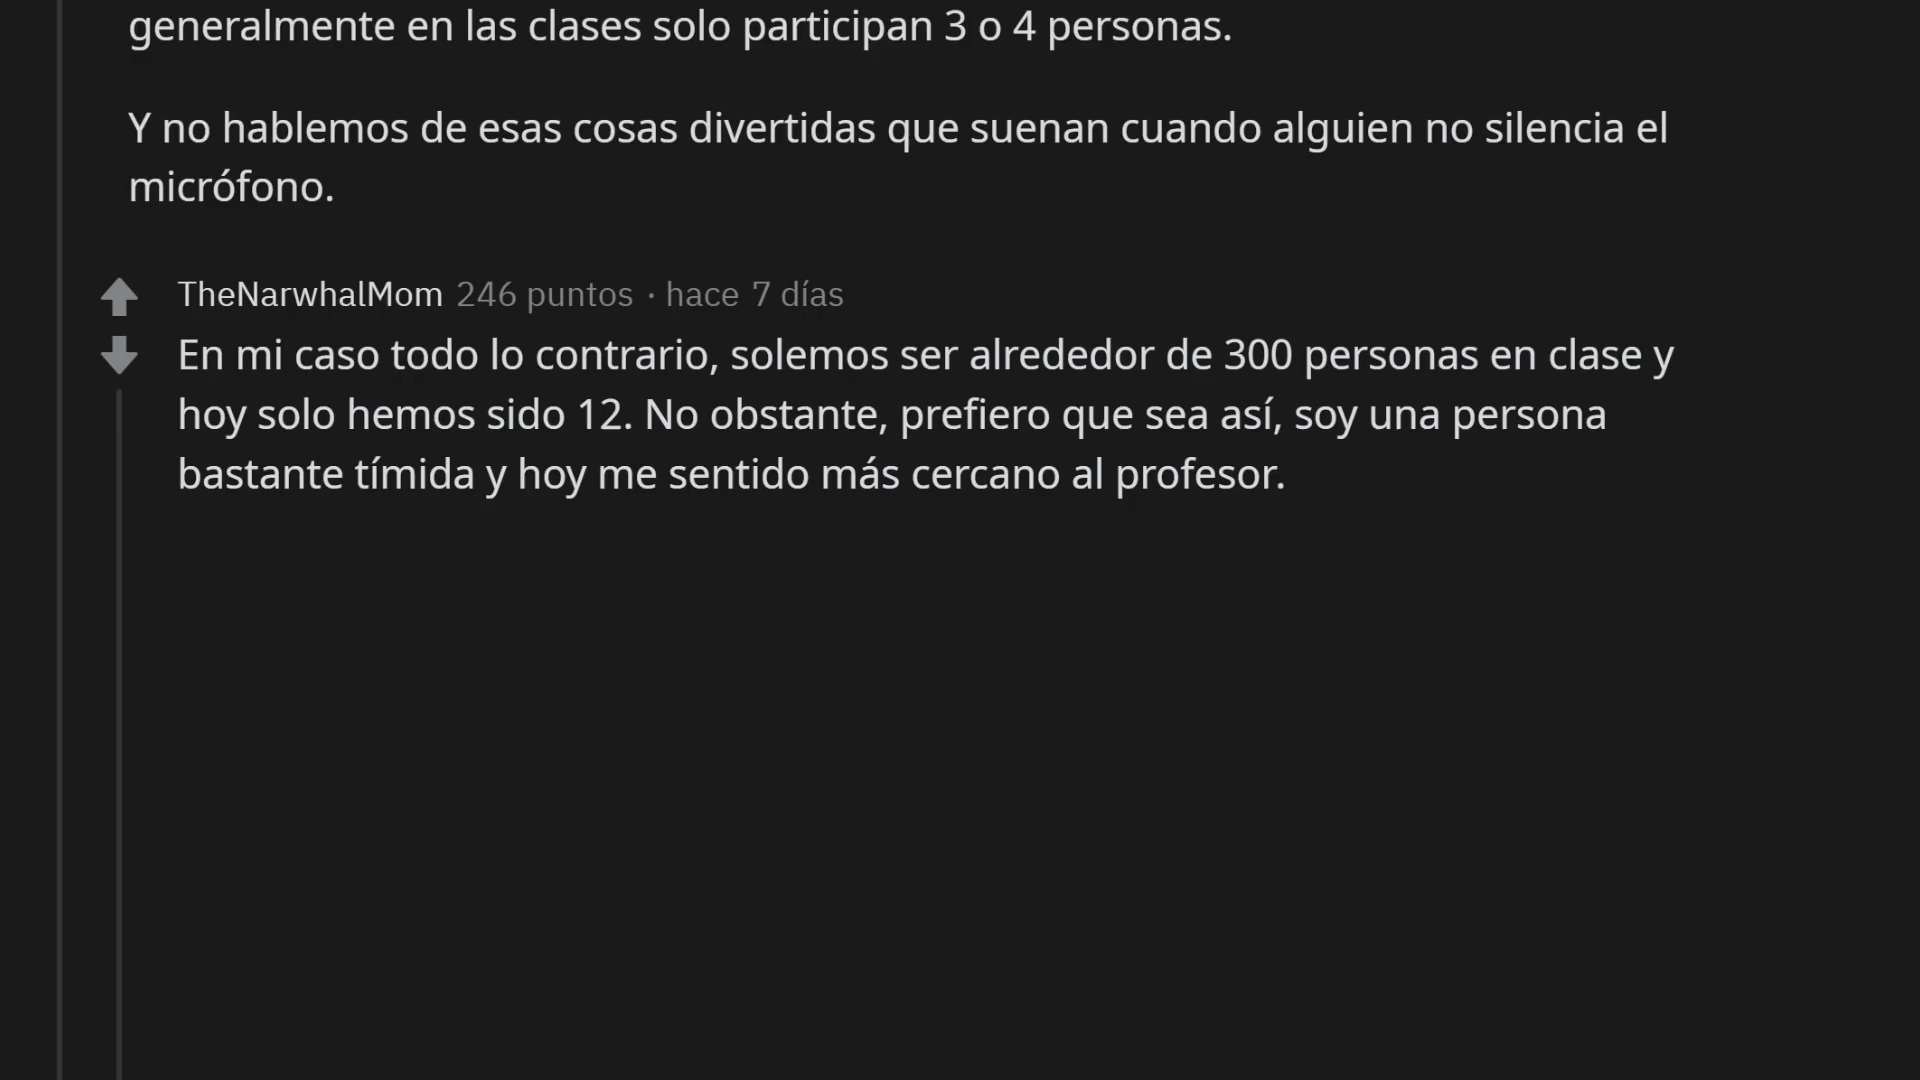 generalmente en las clases solo participan 3 o 4 personas.
Y no hablemos de esas cosas divertidas que suenan cuando alguien no silencia el
micrófono.
TheNarwhalMom 246 puntos · hace 7 días
En mi caso todo lo contrario, solemos ser alrededor de 300 personas en clase y
hoy solo hemos sido 12. No obstante, prefiero que sea así, soy una persona
bastante tímida y hoy me sentido más cercano al profesor.